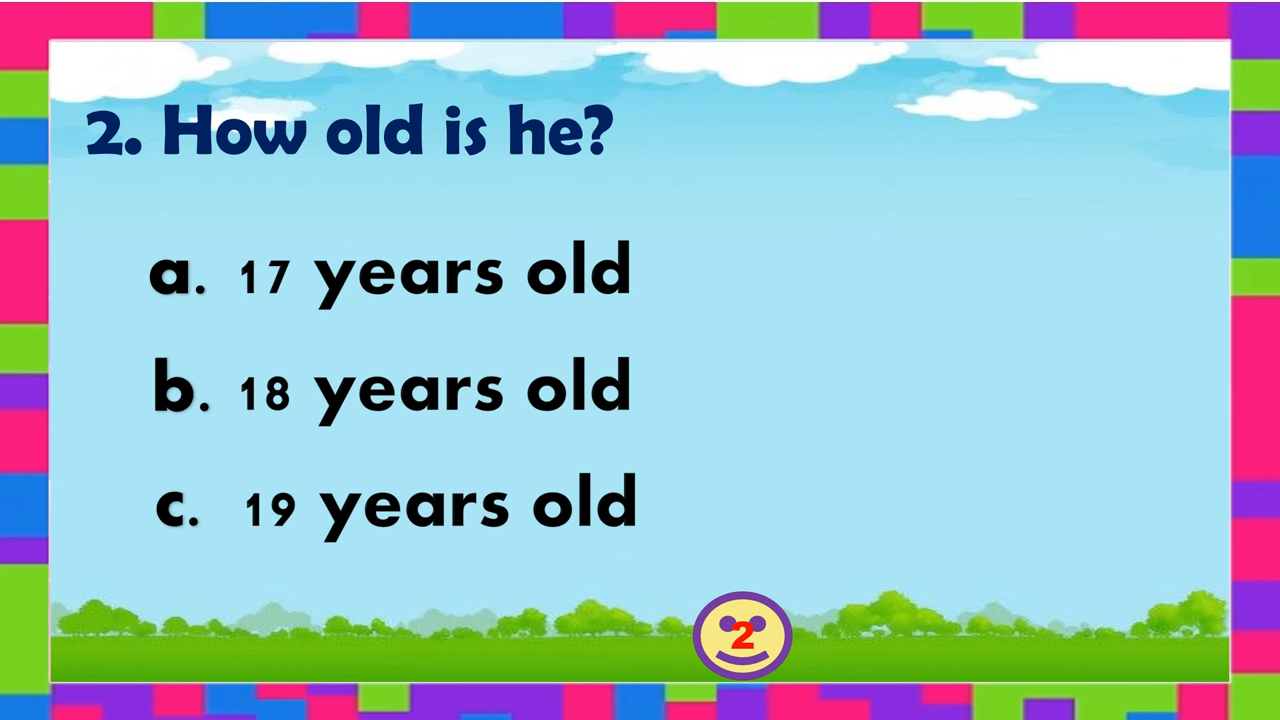 2. How old is he?
a. 17 years old
b. 18 years old
c. 19 years old
2